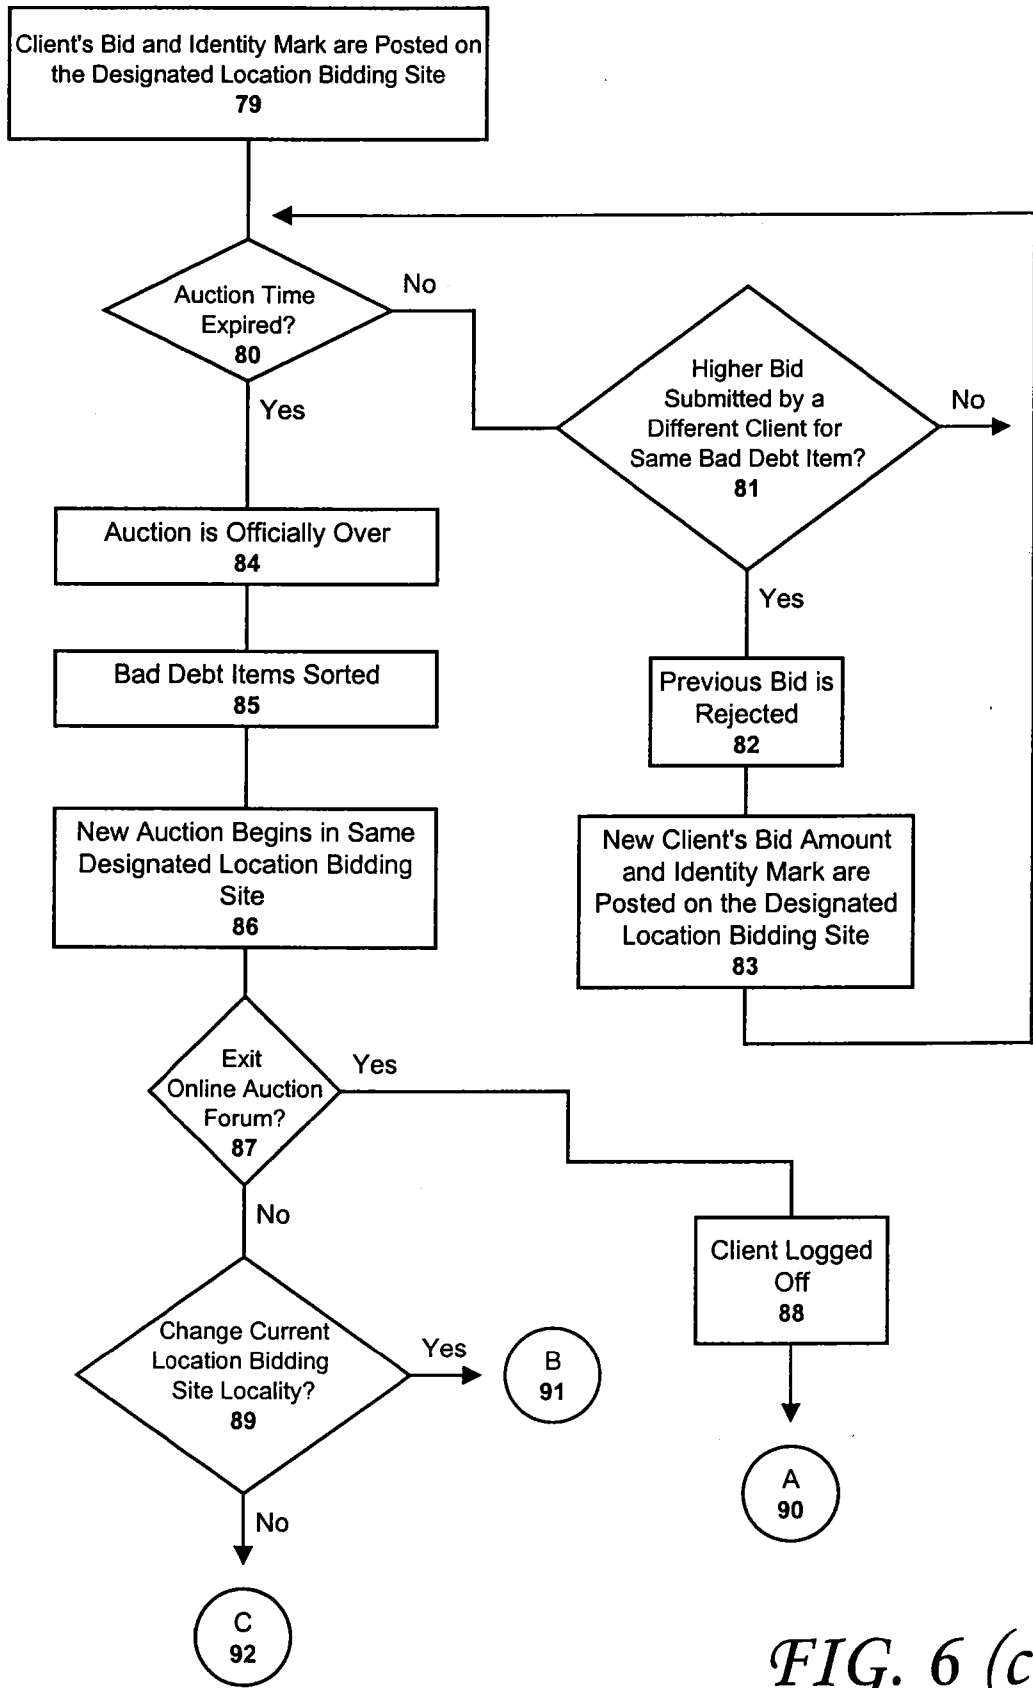 Client's Bid and Identity Mark are Posted on
the Designated Location Bidding Site
79
Auction Time
Expired?
80
No
Yes
Higher Bid
Submitted by a
Different Client for
Same Bad Debt Item?
81
No
Yes
Previous Bid is
Rejected
82
New Client's Bid Amount
and Identity Mark are
Posted on the Designated
Location Bidding Site
83
Auction is Officially Over
84
Bad Debt Items Sorted
85
New Auction Begins in Same
Designated Location Bidding
Site
86
Exit
Online Auction
Forum?
87
Yes
No
Client Logged
Off
88
Change Current
Location Bidding
Site Locality?
89
Yes
B
91
A
90
No
C
92
FIG. 6 (c